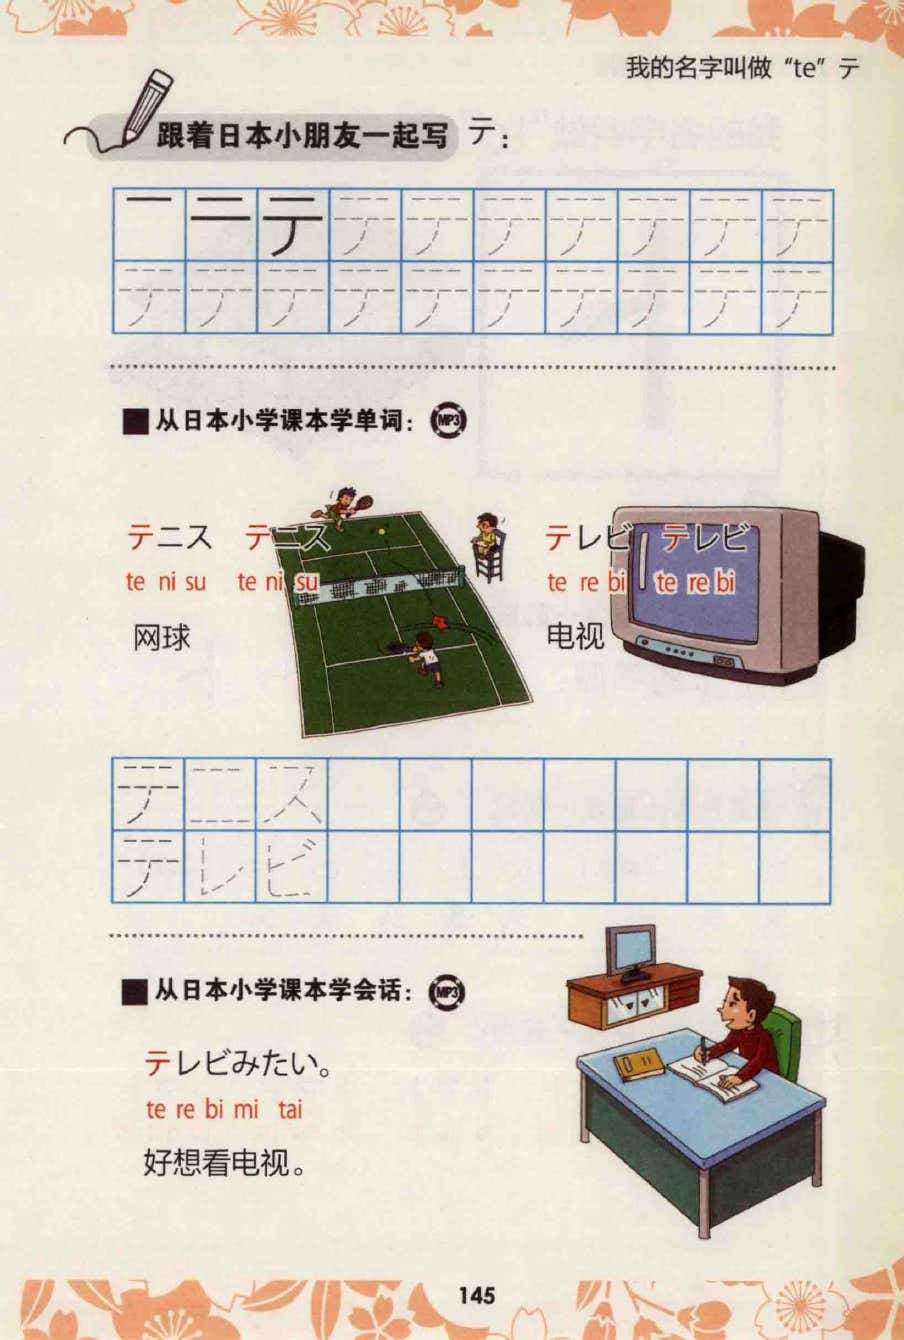 我的名字叫做“te”テ
跟着日本小朋友一起写 テ：
一 二 テ テ テ テ テ テ テ テ
テ テ テ テ テ テ テ テ テ テ
■从日本小学课本学单词： MP3
テニス テニス テレビ テレビ
te ni su te ni su te re bi te re bi
网球 电视
テ ニ ス
テ レ ビ
■从日本小学课本学会话： MP3
テレビみたい。
te re bi mi tai
好想看电视。
145